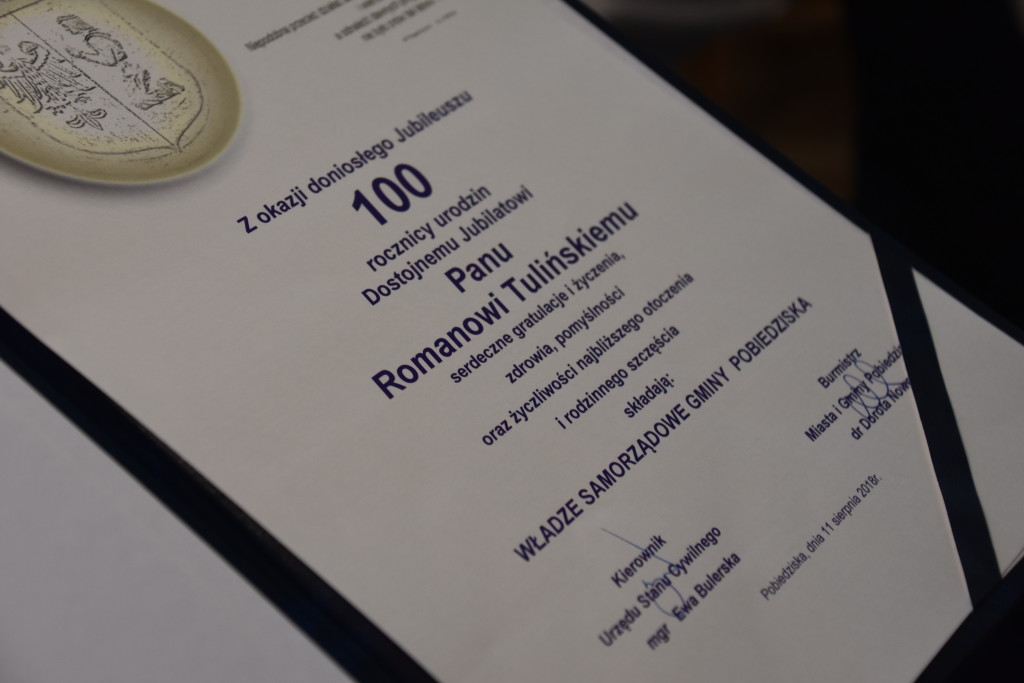 Z okazji doniosłego Jubileuszu
100
rocznicy urodzin
Dostojnemu Jubilatowi
Panu
Romanowi Tulińskiemu
serdeczne gratulacje i życzenia,
zdrowia, pomyślności
oraz życzliwości najbliższego otoczenia
i rodzinnego szczęścia
składają:
WŁADZE SAMORZĄDOWE GMINY POBIEDZISKA
Burmistrz
Miasta i Gminy
dr Dorota
Kierownik
Urzędu Stanu Cywilnego
mgr Ewa Bulerska
Pobiedziska, dnia 11 sierpnia 2018r.